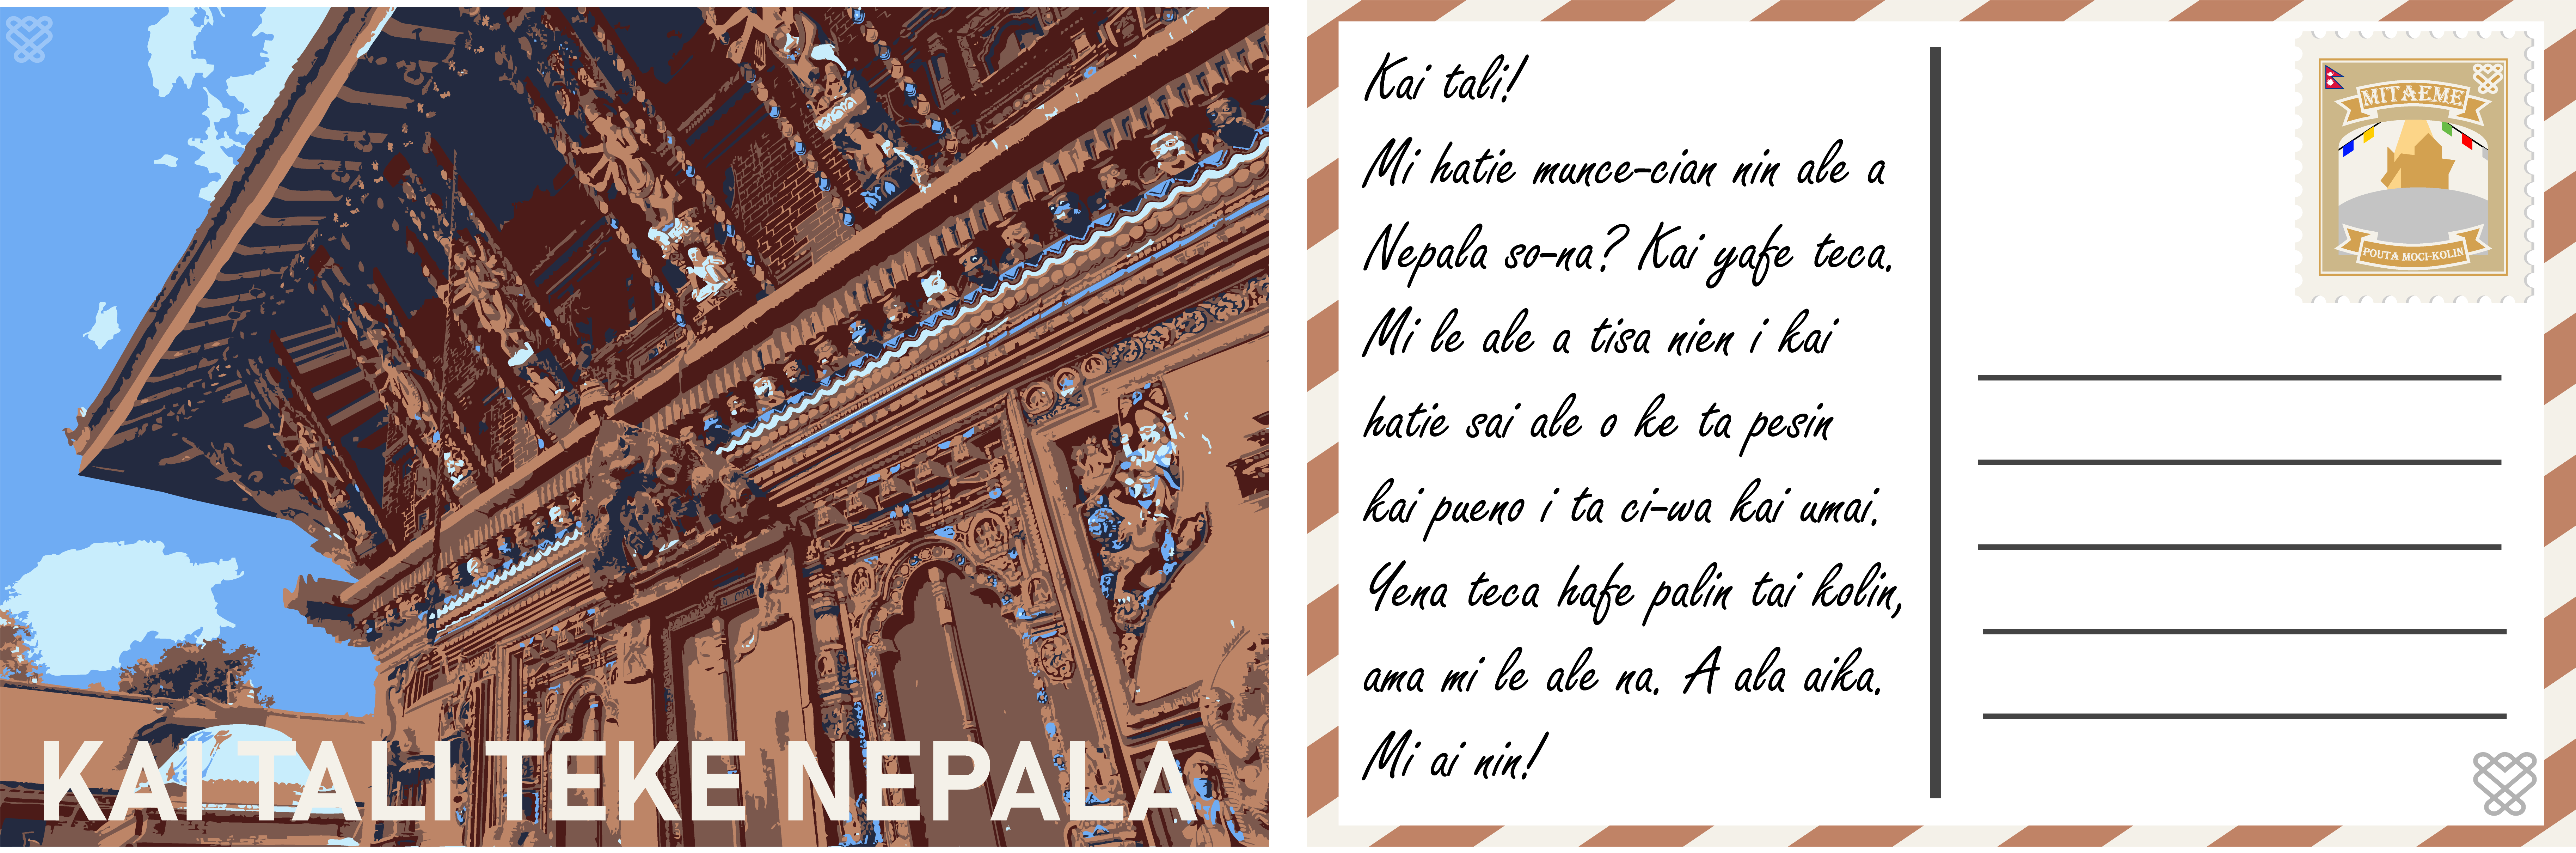 KAI TALI TEKE NEPALA
Kai tali!
Mi hatie munce-cian nin ale a
Nepala so-na? Kai yafe teca.
Mi le ale a tisa nien i kai
hatie sai ale o ke ta pesin
kai pueno i ta ci-wa kai umai.
Yena teca hafe palin tai kolin,
ama mi le ale na. A ala aika.
Mi ai nin!
MITAEME
POUTA MOCI-KOLIN